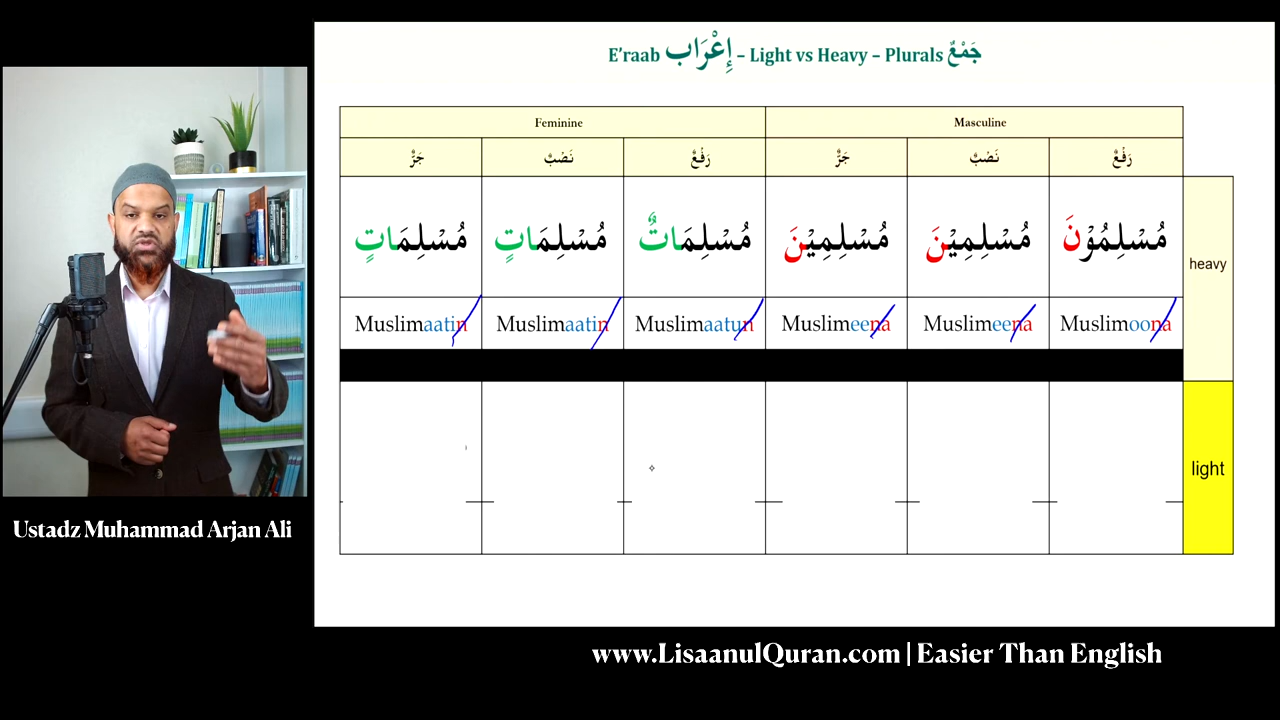 E'raab إِعْرَاب – Light vs Heavy – Plurals جَمْعٌ
Feminine Masculine
جَرٌّ نَصْبٌ رَفْعٌ جَرٌّ نَصْبٌ رَفْعٌ
مُسْلِمَاتٍ مُسْلِمَاتٍ مُسْلِمَاتٌ مُسْلِمِيْنَ مُسْلِمِيْنَ مُسْلِمُوْنَ
heavy
Muslimaatin Muslimaatin Muslimaatun Muslimeena Muslimeena Muslimoona
light
Ustadz Muhammad Arjan Ali
www.LisaanulQuran.com | Easier Than English